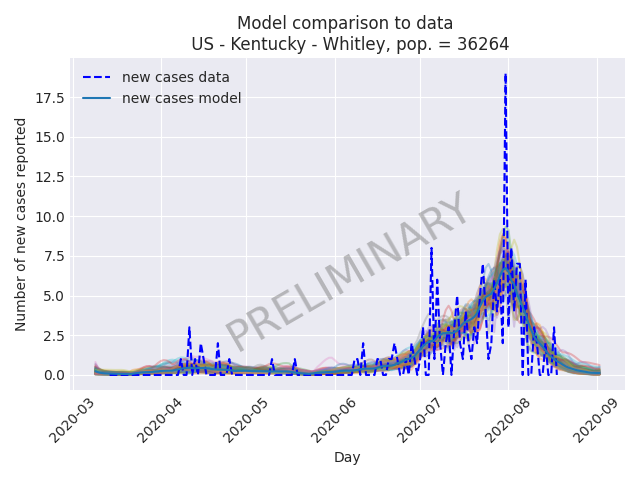 Model comparison to data
US - Kentucky - Whitley, pop. = 36264
new cases data
new cases model
PRELIMINARY
Number of new cases reported
17.5
15.0
12.5
10.0
7.5
5.0
2.5
0.0
2020-03
2020-04
2020-05
2020-06
2020-07
2020-08
2020-09
Day